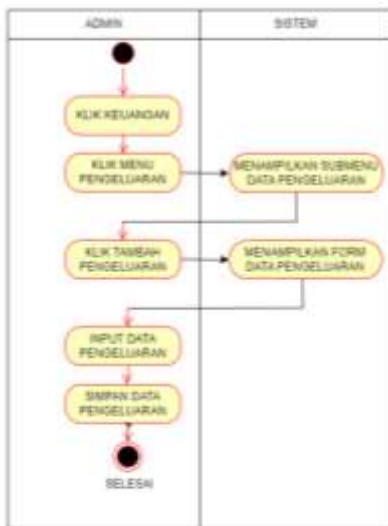 ADMIN
SISTEM
KLIK KEUANGAN
KLIK MENU
PENGELUARAN
MENAMPILKAN SUBMENU
DATA PENGELUARAN
KLIK TAMBAH
PENGELUARAN
MENAMPILKAN FORM
DATA PENGELUARAN
INPUT DATA
PENGELUARAN
SIMPAN DATA
PENGELUARAN
SELESAI